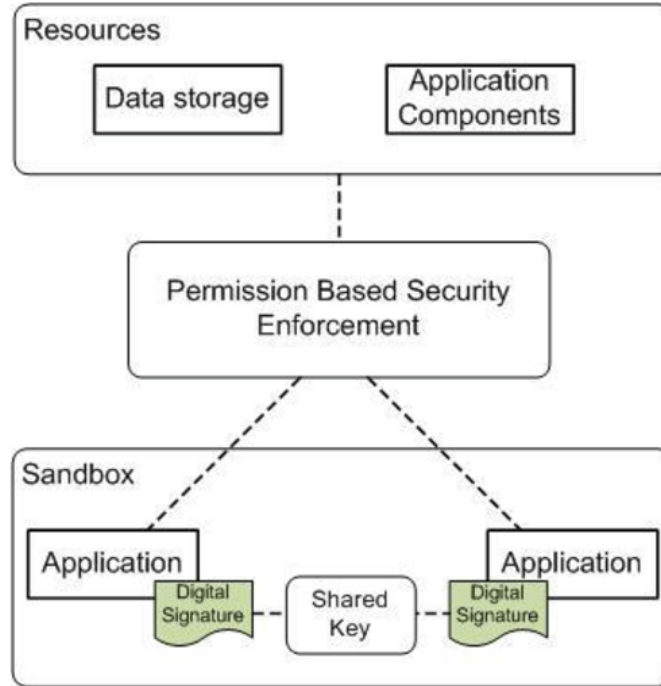 Resources
Data storage
Application
Components
Permission Based Security
Enforcement
Sandbox
Application
Application
Digital
Signature
Shared
Key
Digital
Signature